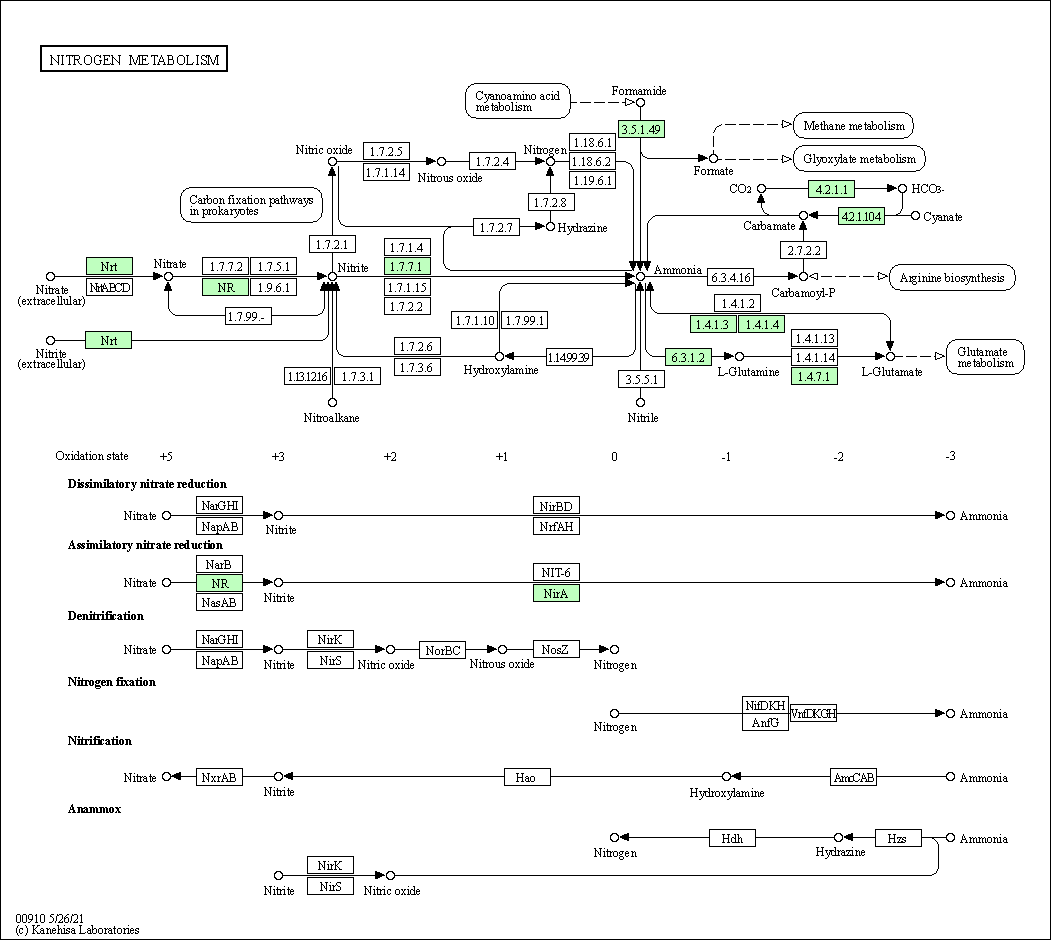 NITROGEN METABOLISM
Cyanoamino acid
metabolism
Formamide
3.5.1.49
Methane metabolism
Glyoxylate metabolism
Formate
Nitric oxide
1.7.2.5
1.7.1.14
Nitrous oxide
1.7.2.4
Nitrogen
1.18.6.1
1.18.6.2
1.19.6.1
Carbon fixation pathways
in prokaryotes
1.7.2.8
1.7.2.7
Hydrazine
CO2
4.2.1.1
HCO3-
Carbamate
4.2.1.104
Cyanate
1.7.2.1
2.7.2.2
Nrt
NrtABCD
Nitrate
(extracellular)
Nitrate
1.7.7.2
1.7.5.1
NR
1.9.6.1
Nitrite
1.7.1.4
1.7.7.1
1.7.1.15
1.7.2.2
Ammonia
6.3.4.16
Carbamoyl-P
Arginine biosynthesis
1.7.99.-
Nrt
Nitrite
(extracellular)
1.7.1.10
1.7.99.1
1.4.1.2
1.4.1.3
1.4.1.4
1.7.2.6
1.7.3.6
Hydroxylamine
1.14.99.39
6.3.1.2
L-Glutamine
1.4.1.13
1.4.1.14
1.4.7.1
L-Glutamate
Glutamate
metabolism
1.13.12.16
1.7.3.1
Nitroalkane
3.5.5.1
Nitrile
Oxidation state +5 +3 +2 +1 0 -1 -2 -3
Dissimilatory nitrate reduction
NarGHI
NapAB
Nitrate
Nitrite
NirBD
NrfAH
Ammonia
Assimilatory nitrate reduction
NarB
NR
NasAB
Nitrate
Nitrite
NIT-6
NirA
Ammonia
Denitrification
NarGHI
NapAB
Nitrate
Nitrite
NirK
NirS
Nitric oxide
NorBC
Nitrous oxide
NosZ
Nitrogen
Nitrogen fixation
Nitrogen
NifDKH
AnfG
VnfDKGH
Ammonia
Nitrification
Nitrate
NxrAB
Nitrite
Hao
Hydroxylamine
AmoCAB
Ammonia
Anammox
Nitrogen
Hdh
Hydrazine
Hzs
Ammonia
Nitrite
NirK
NirS
Nitric oxide
00910 5/26/21
(c) Kanehisa Laboratories